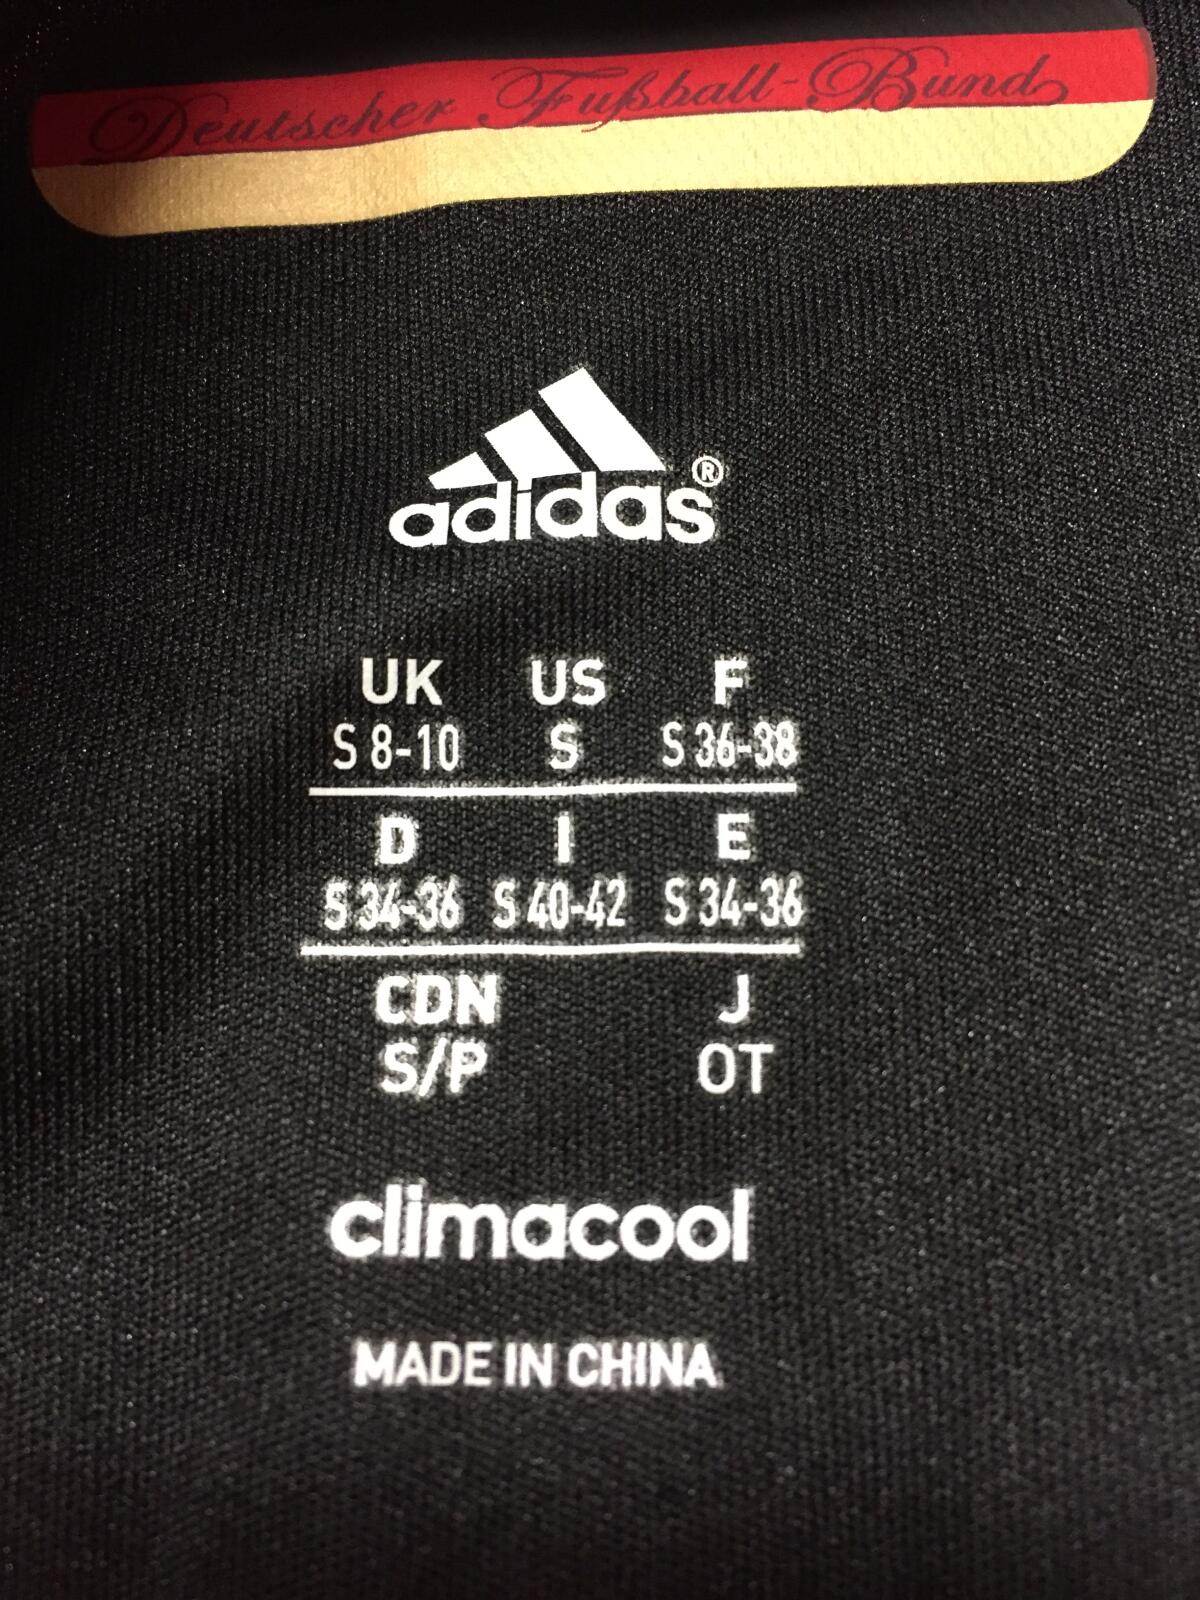 Deutscher Fußball-Bund
adidas®
UK US F
S 8-10 S S 36-38
D I E
S 34-36 S 40-42 S 34-36
CDN J
S/P OT
climacool
MADE IN CHINA